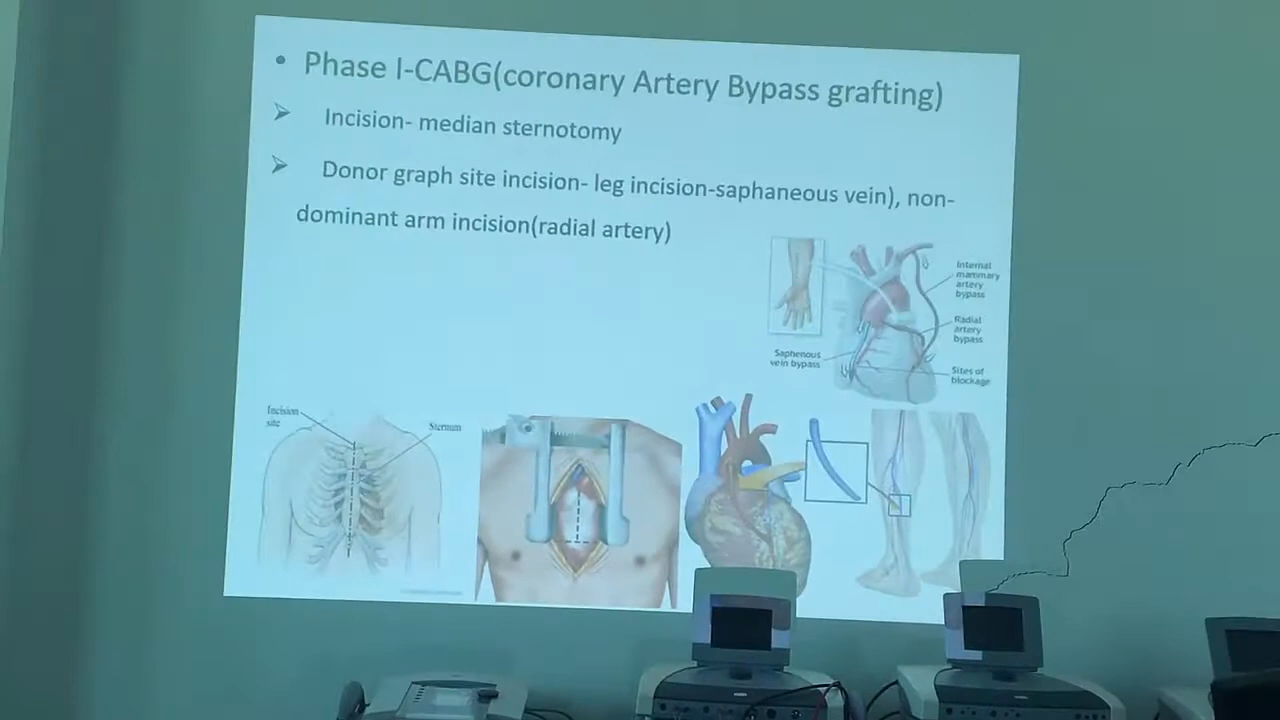 • Phase I-CABG(coronary Artery Bypass grafting)
➢ Incision- median sternotomy
➢ Donor graph site incision- leg incision-saphaneous vein), non-
dominant arm incision(radial artery)
Internal
mammary
artery
bypass
Radial
artery
bypass
Saphenous
vein bypass
Sites of
blockage
Incision
site
Sternum